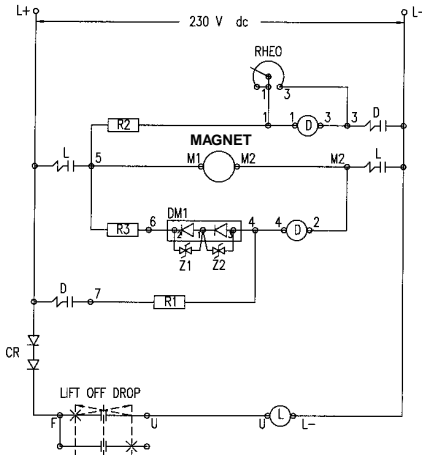 L+ 230 V dc L-
RHEO
1 3
R2 1 1 D 3 3 D
MAGNET
L 5 M1 M2 M2 L
DM1
R3 6 2 1 3 4 4 D 2
Z1 Z2
D 7 R1
CR
LIFT OFF DROP
F U U L L-